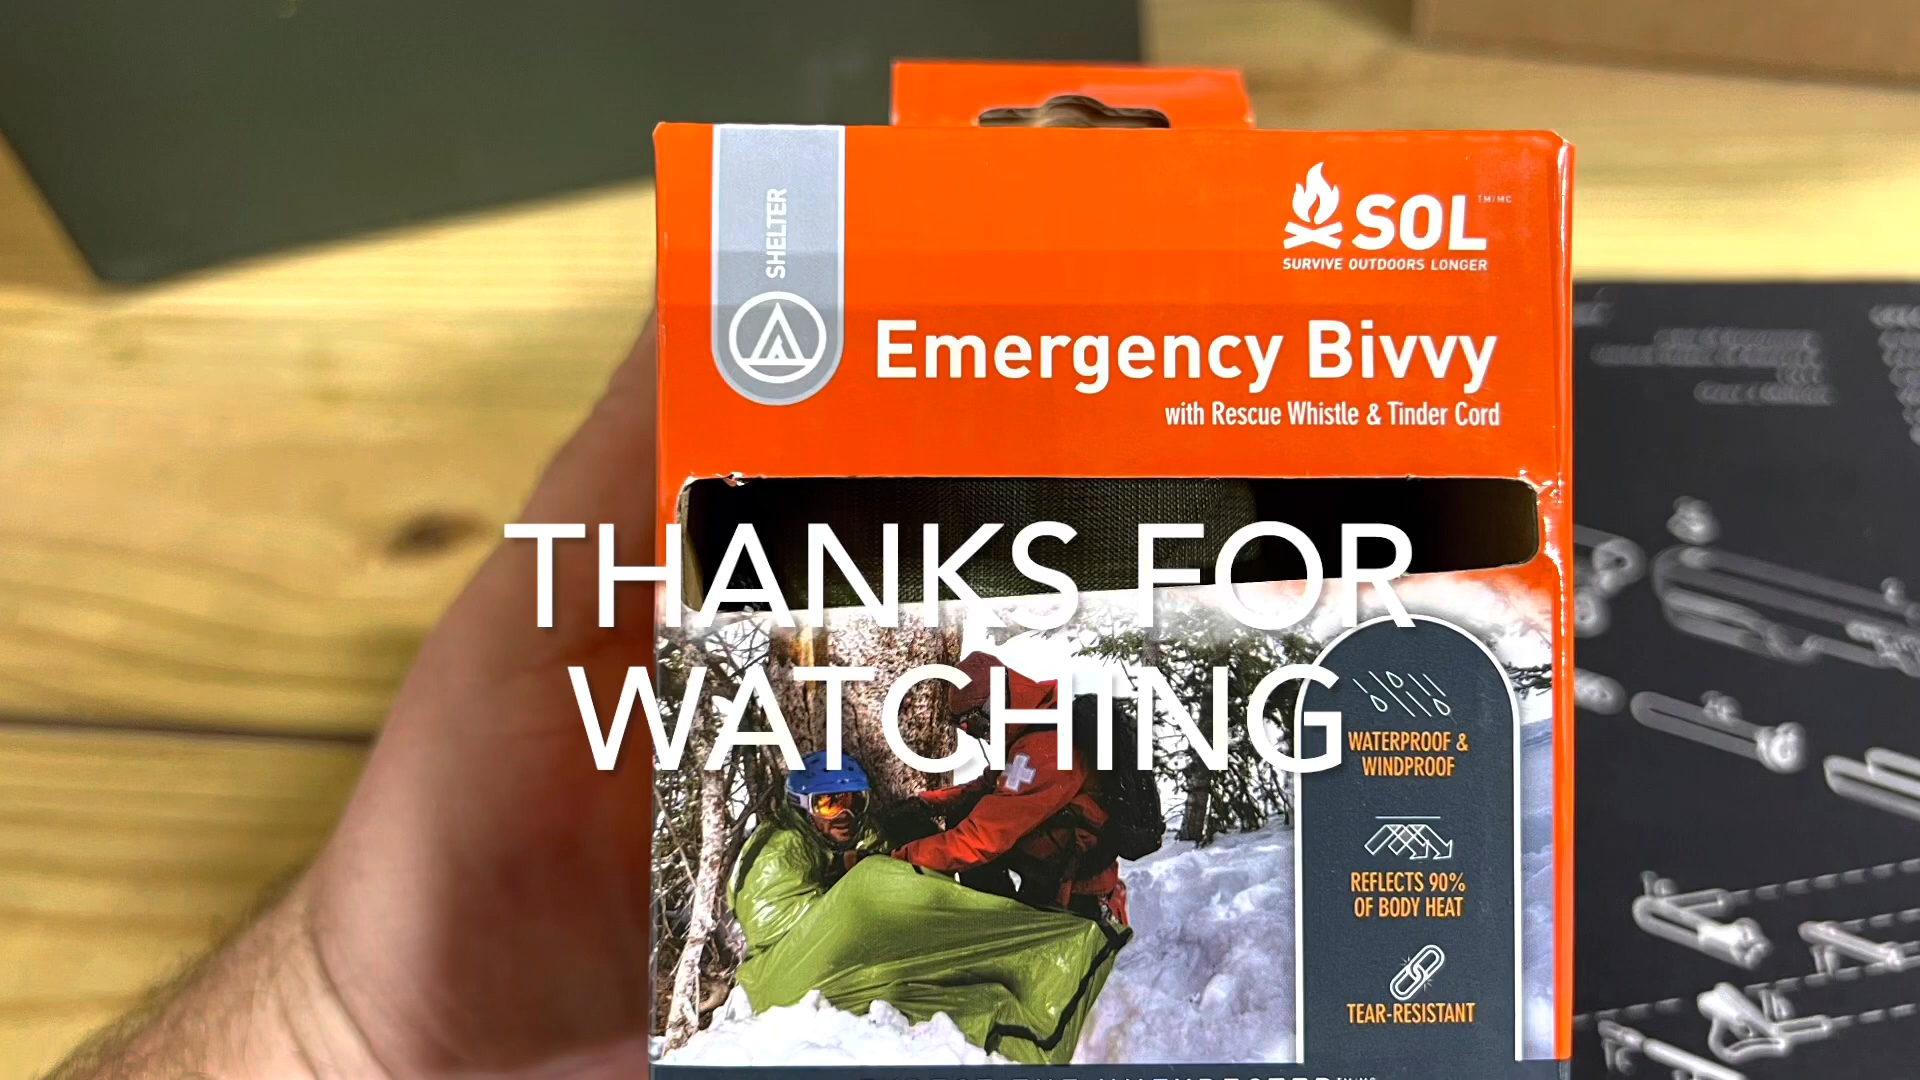 SHELTER
SOL TM/MC
SURVIVE OUTDOORS LONGER
Emergency Bivvy
with Rescue Whistle & Tinder Cord
THANKS FOR
WATCHING
WATERPROOF &
WINDPROOF
REFLECTS 90%
OF BODY HEAT
TEAR-RESISTANT